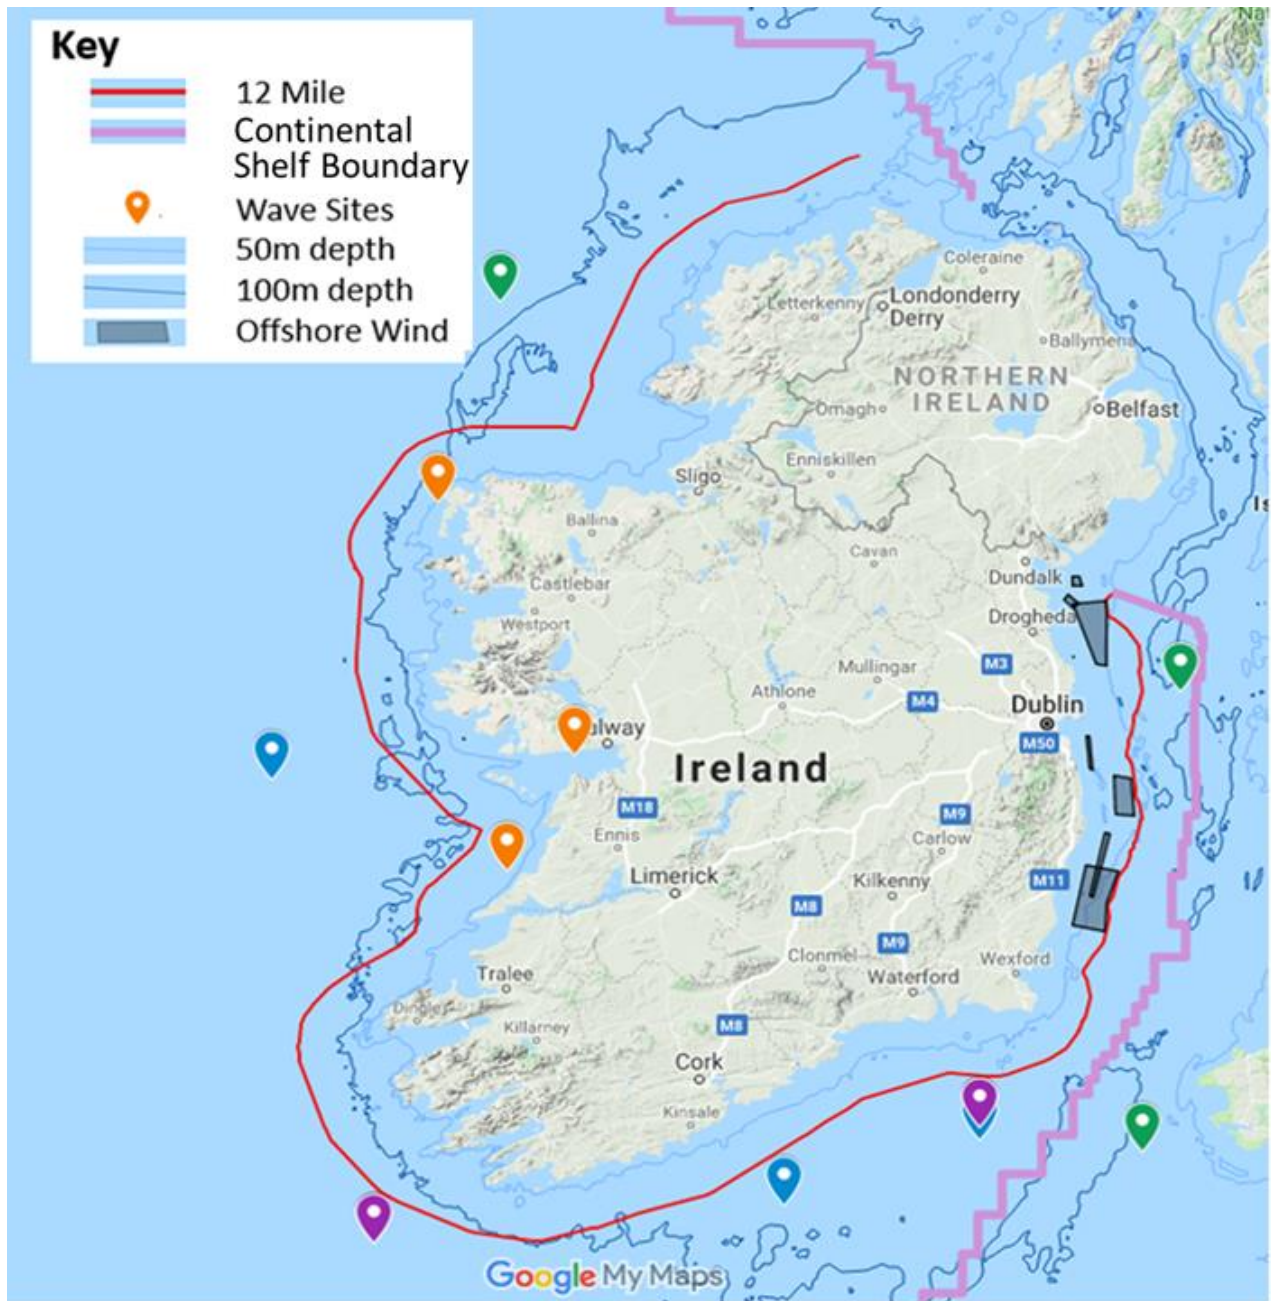 Key
12 Mile
Continental
Shelf Boundary
Wave Sites
50m depth
100m depth
Offshore Wind
Coleraine
Letterkenny
Londonderry
Derry
Ballymena
NORTHERN
IRELAND
Omagh
Belfast
Enniskillen
Sligo
Ballina
Cavan
Dundalk
Castlebar
Drogheda
Westport
M3
Mullingar
Athlone
M4
Dublin
alway
M50
Ireland
M18
M9
Ennis
Carlow
Limerick
Kilkenny
M11
M8
M9
Clonmel
Wexford
Tralee
Waterford
Dingle
Killarney
M8
Cork
Kinsale
Google My Maps